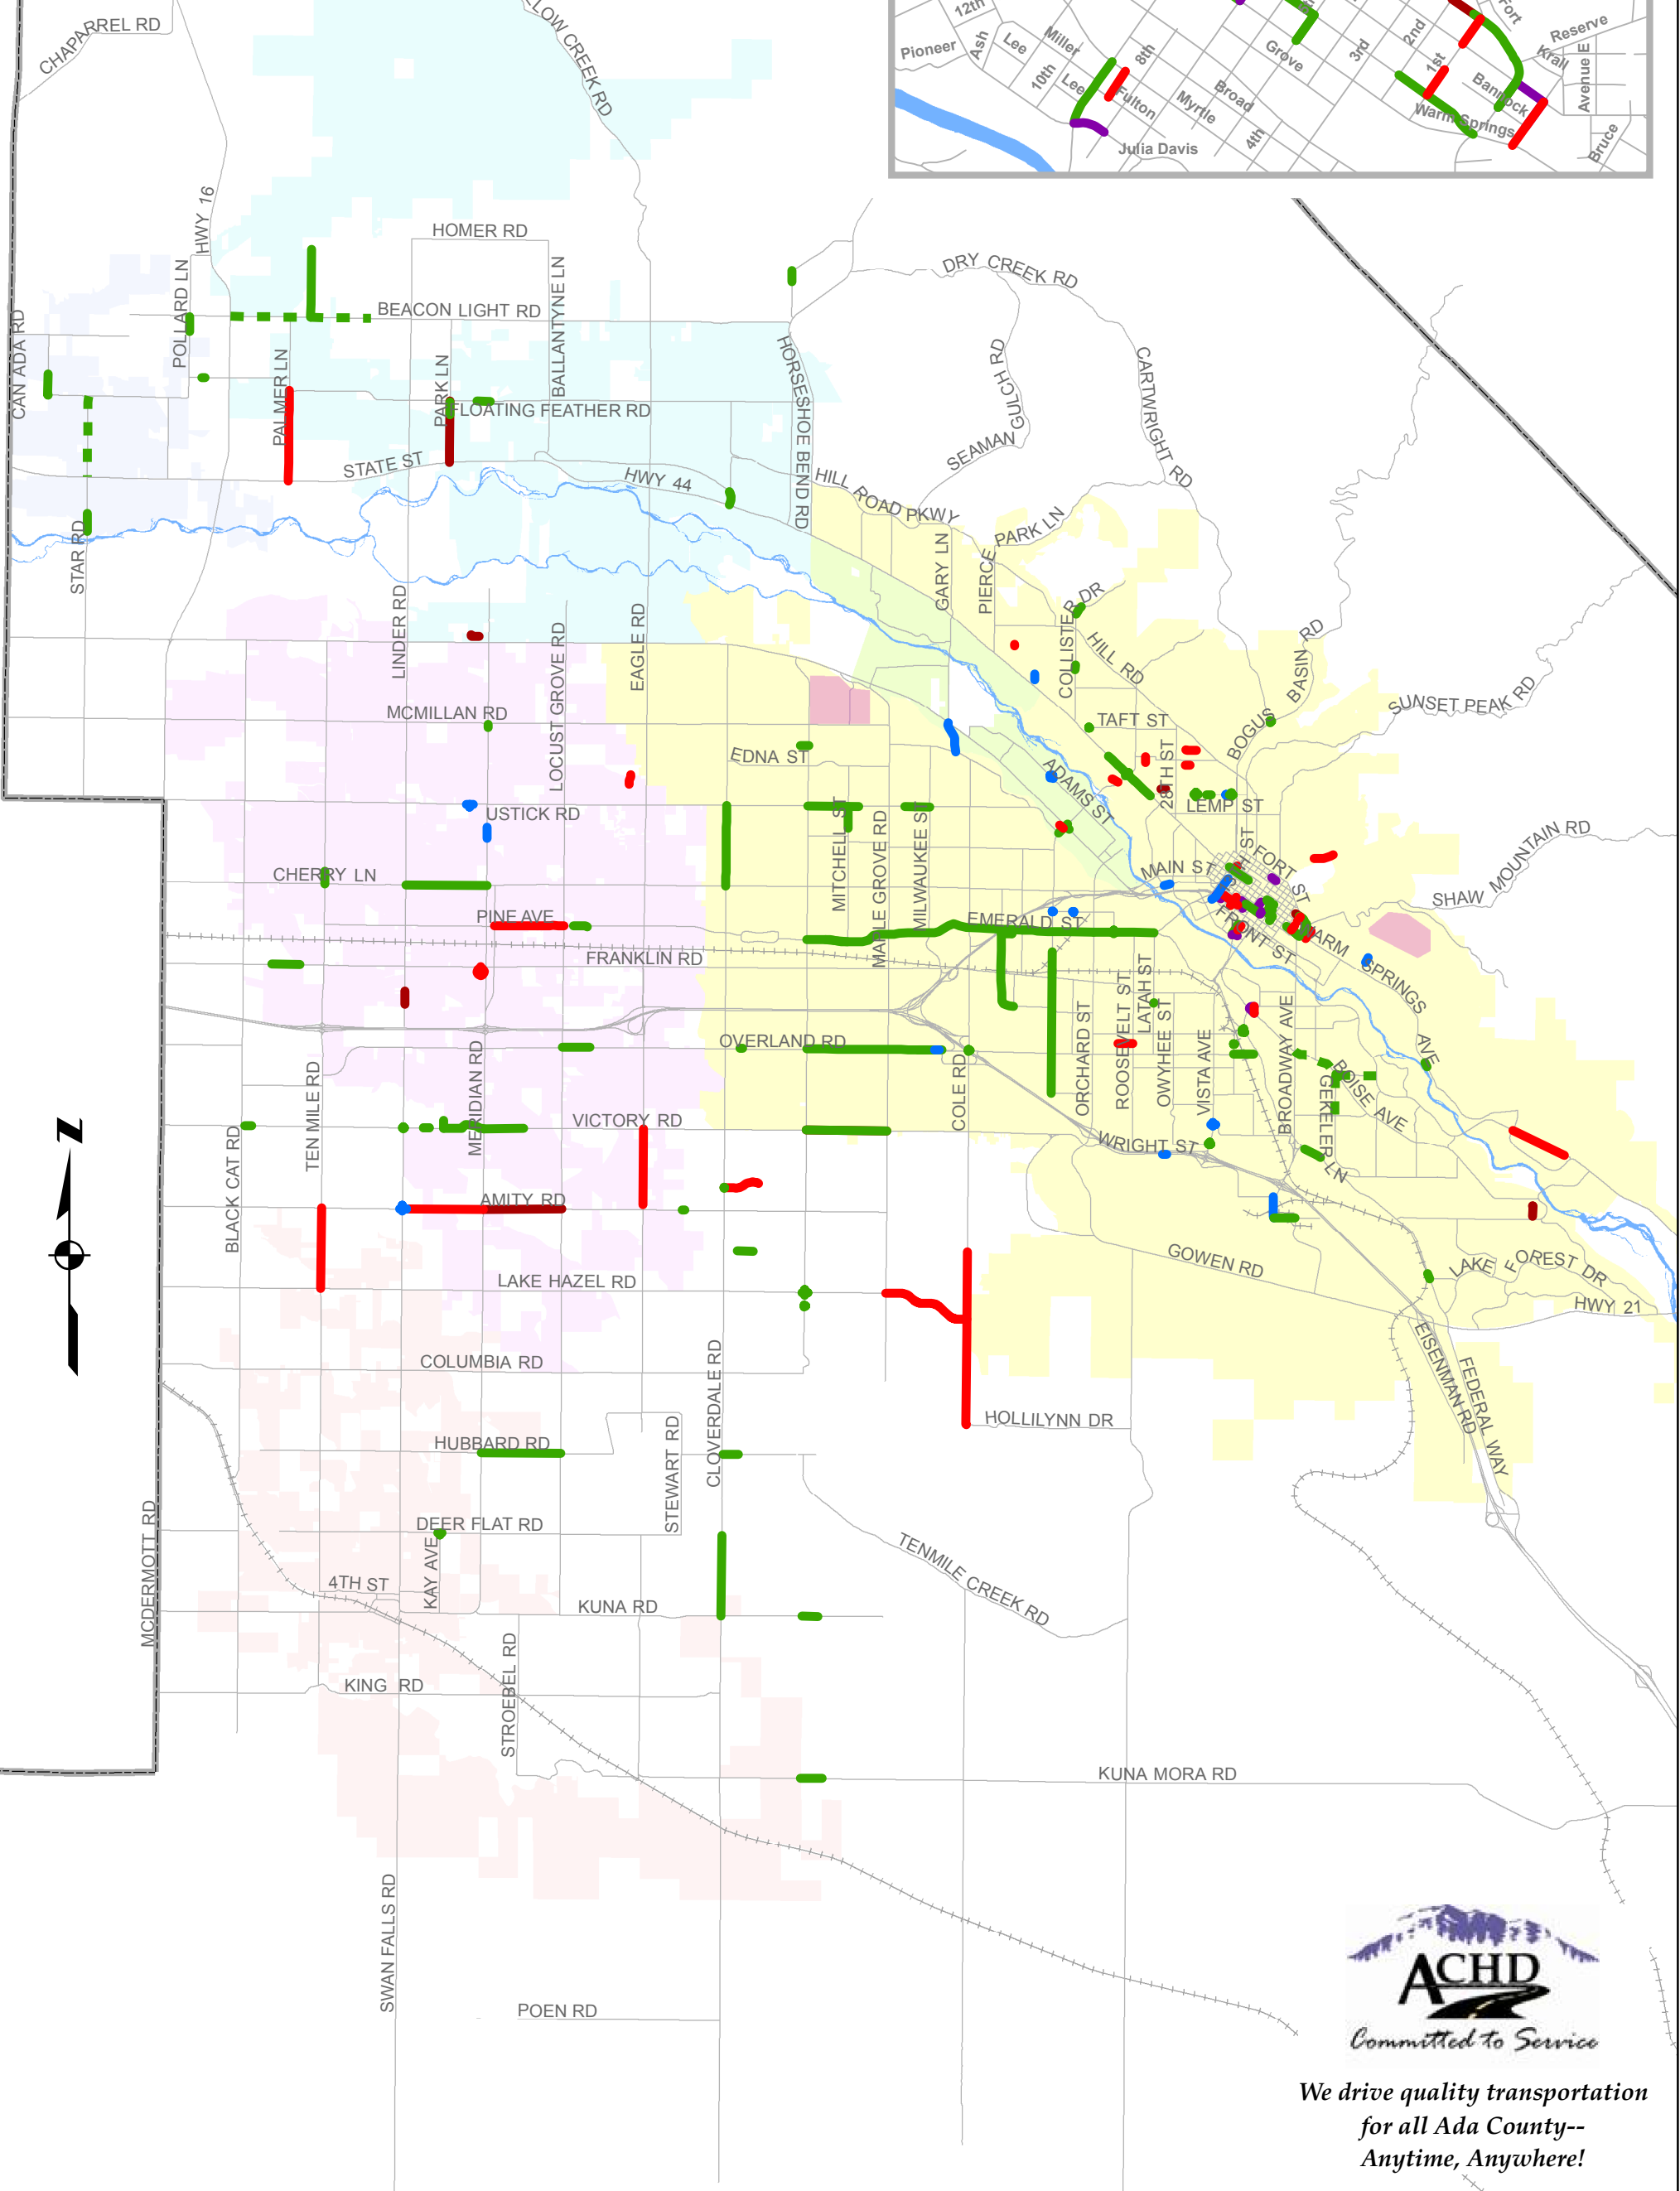 12th
Fort
Reserve
Pioneer
Ash
Lee
Miller
8th
Grove
3rd
2nd
1st
Krall
Avenue E
10th
Lee
Fulton
Myrtle
Broad
Bannock
Warm Springs
4th
Julia Davis
Bruce
CHAPARREL RD
LOW CREEK RD
HWY 16
HOMER RD
DRY CREEK RD
POLLARD LN
BEACON LIGHT RD
BALLANTYNE LN
CAN ADA RD
PALMER LN
PARK LN
FLOATING FEATHER RD
HORSESHOE BEND RD
SEAMAN GULCH RD
CARTWRIGHT RD
STATE ST
HWY 44
HILL ROAD PKWY
STAR RD
GARY LN
PIERCE PARK LN
COLLISTER DR
HILL RD
LINDER RD
LOCUST GROVE RD
EAGLE RD
BOGUS BASIN RD
SUNSET PEAK RD
MCMILLAN RD
TAFT ST
EDNA ST
ADAMS ST
28TH ST
LEMP ST
USTICK RD
MITCHELL ST
MAPLE GROVE RD
MILWAUKEE ST
CHERRY LN
MAIN ST
FORT ST
SHAW MOUNTAIN RD
PINE AVE
EMERALD ST
FRONT ST
WARM SPRINGS AVE
FRANKLIN RD
OVERLAND RD
TEN MILE RD
MERIDIAN RD
COLE RD
ORCHARD ST
ROOSEVELT ST
LATAH ST
OWYHEE ST
VISTA AVE
BROADWAY AVE
BOISE AVE
GEKELER LN
BLACK CAT RD
VICTORY RD
WRIGHT ST
AMITY RD
LAKE HAZEL RD
GOWEN RD
LAKE FOREST DR
HWY 21
COLUMBIA RD
EISENMAN RD
FEDERAL WAY
HOLLILYNN DR
HUBBARD RD
STEWART RD
CLOVERDALE RD
MCDERMOTT RD
DEER FLAT RD
KAY AVE
4TH ST
TENMILE CREEK RD
KUNA RD
STROEBEL RD
KING RD
KUNA MORA RD
SWAN FALLS RD
POEN RD
N
ACHD
Committed to Service
We drive quality transportation
for all Ada County--
Anytime, Anywhere!